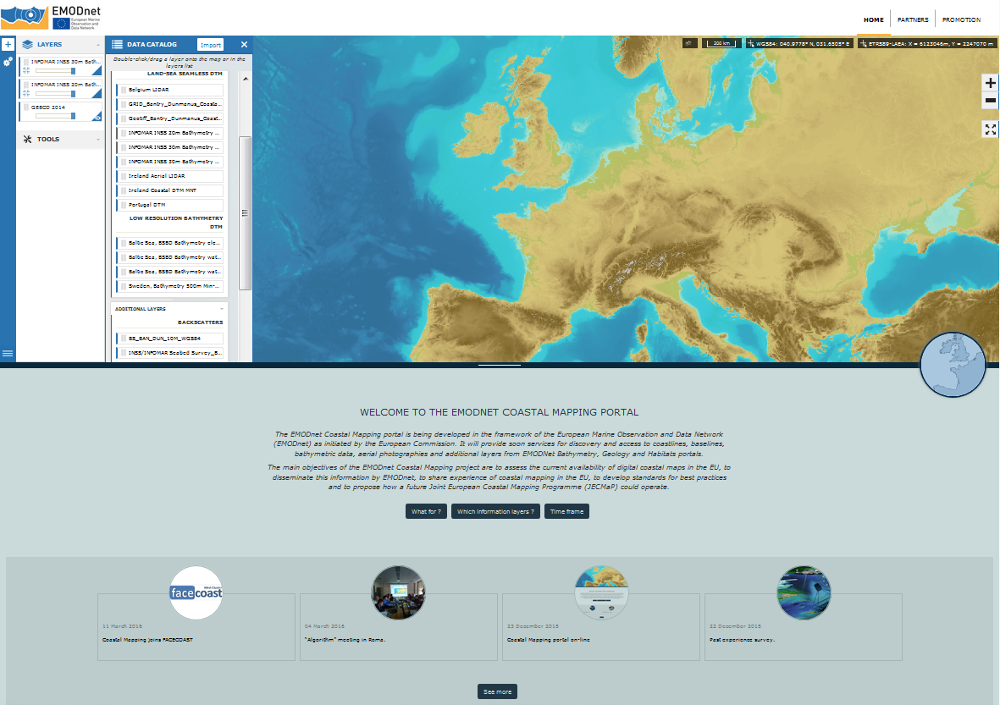 EMODnet
European Marine
Observation and
Data Network
HOME
PARTNERS
PROMOTION
LAYERS
INFOMAR INSS 30m Bath...
INFOMAR INSS 20m Bath...
GEBCO 2014
TOOLS
DATA CATALOG
Import
Double-click/drag a layer onto the map or in the
layers list
LAND-SEA SEAMLESS DTM
Belgium LIDAR
GRID_Bantry_Dunmanus_Coasta...
Geotiff_Bantry_Dunmanus_Coast...
INFOMAR INSS 20m Bathymetry ...
INFOMAR INSS 30m Bathymetry ...
INFOMAR INSS 30m Bathymetry ...
Ireland Aerial LIDAR
Ireland Coastal DTM MNT
Portugal DTM
LOW RESOLUTION BATHYMETRY
DTM
Baltic Sea, BSBD Bathymetry ele...
Baltic Sea, BSBD Bathymetry wat...
Baltic Sea, BSBD Bathymetry wat...
Sweden, Bathymetry 500m Min-...
ADDITIONAL LAYERS
BACKSCATTERS
BS_BAN_DUN_10M_WGS84
INSS/INFOMAR Seabed Survey_B...
200 km
WGS84: 040.9778° N, 031.6505° E
ETRS89-LAEA: X = 6123046m, Y = 2247070 m
WELCOME TO THE EMODNET COASTAL MAPPING PORTAL
The EMODnet Coastal Mapping portal is being developed in the framework of the European Marine Observation and Data Network
(EMODnet) as initiated by the European Commission. It will provide soon services for discovery and access to coastlines, baselines,
bathymetric data, aerial photographies and additional layers from EMODNet Bathymetry, Geology and Habitats portals.
The main objectives of the EMODnet Coastal Mapping project are to assess the current availability of digital coastal maps in the EU, to
disseminate this information by EMODnet, to share experience of coastal mapping in the EU, to develop standards for best practices
and to propose how a future Joint European Coastal Mapping Programme (JECMaP) could operate.
What for ?
Which information layers ?
Time frame
facecoast
11 March 2016
Coastal Mapping joins FACECOAST
04 March 2016
"Algorithm" meeting in Roma.
23 December 2015
Coastal Mapping portal on-line
22 December 2015
Past experience survey.
See more